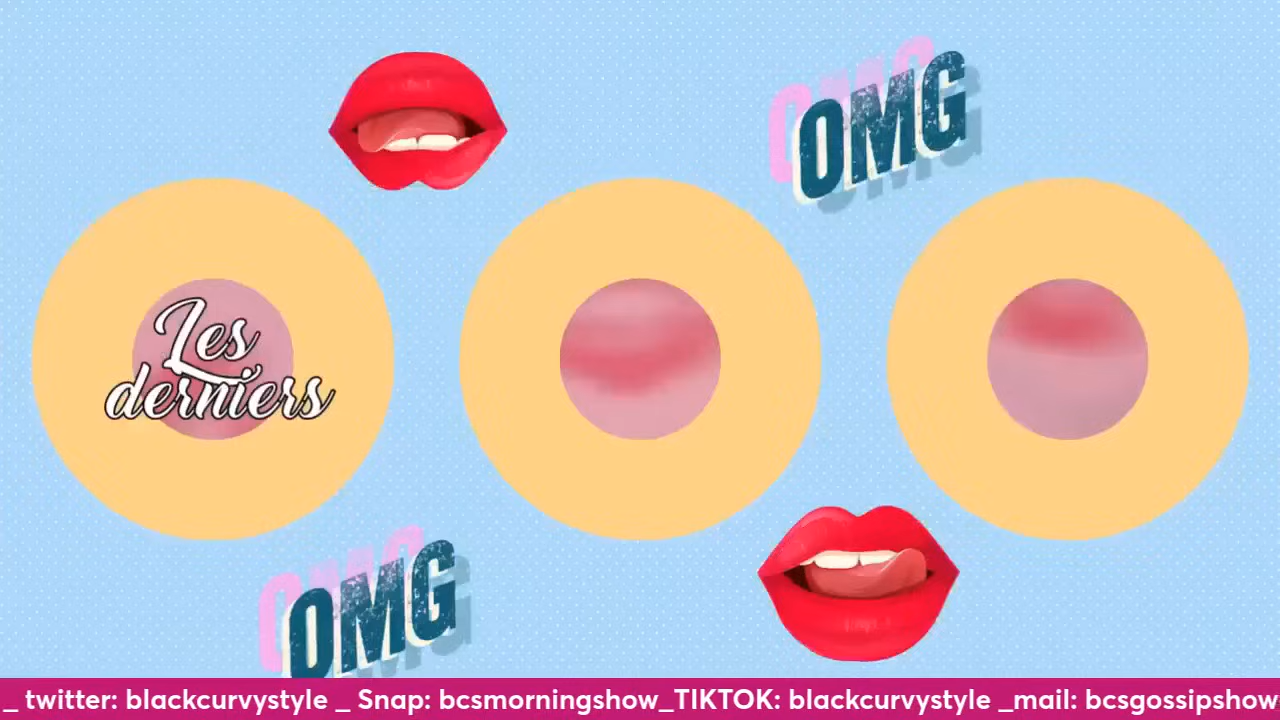 OMG
Les
derniers
OMG
_ twitter: blackcurvystyle _ Snap: bcsmorningshow_TIKTOK: blackcurvystyle _mail: bcsgossipshow